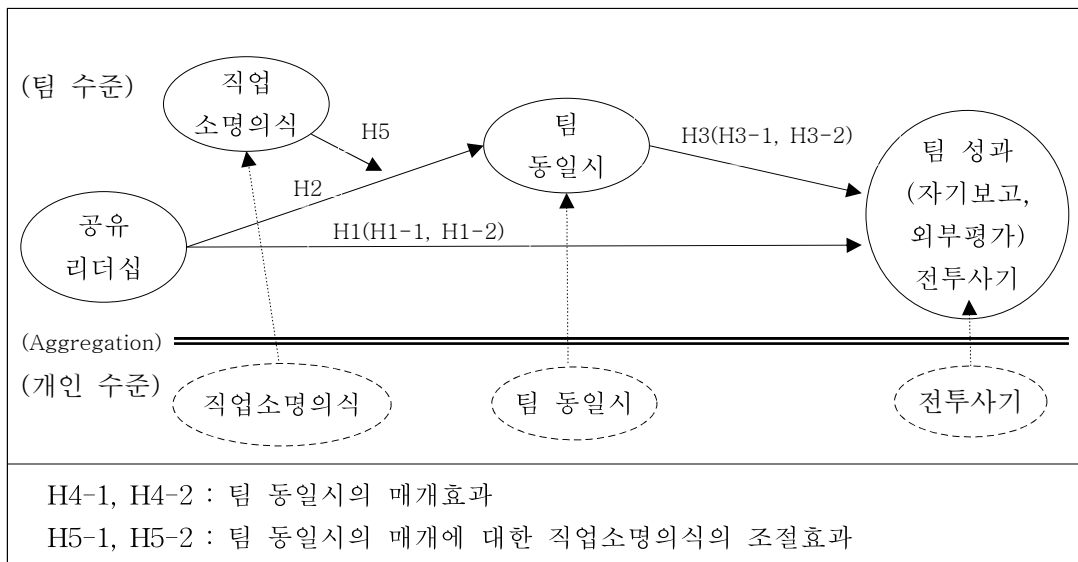 (팀 수준)
직업
소명의식
H5
팀
동일시
H3(H3-1, H3-2)
팀 성과
(자기보고,
외부평가)
전투사기
H2
공유
리더십
H1(H1-1, H1-2)
(Aggregation)
(개인 수준)
직업소명의식
팀 동일시
전투사기
H4-1, H4-2 : 팀 동일시의 매개효과
H5-1, H5-2 : 팀 동일시의 매개에 대한 직업소명의식의 조절효과